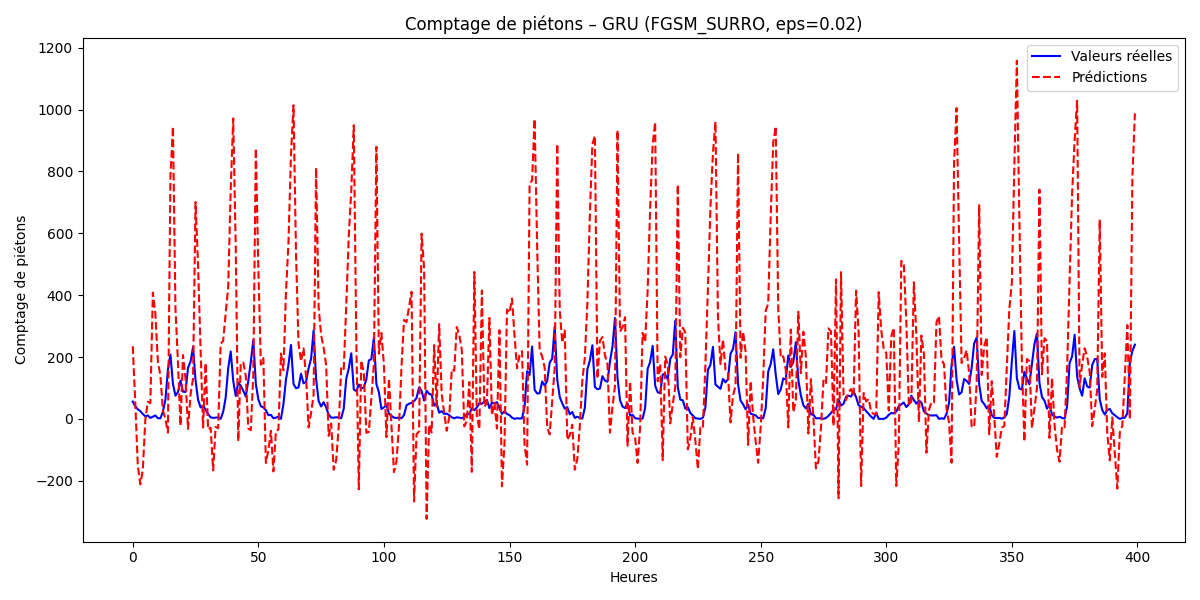 Comptage de piétons – GRU (FGSM_SURRO, eps=0.02)
Valeurs réelles
Prédictions
Comptage de piétons
1200
1000
800
600
400
200
0
−200
0 50 100 150 200 250 300 350 400
Heures